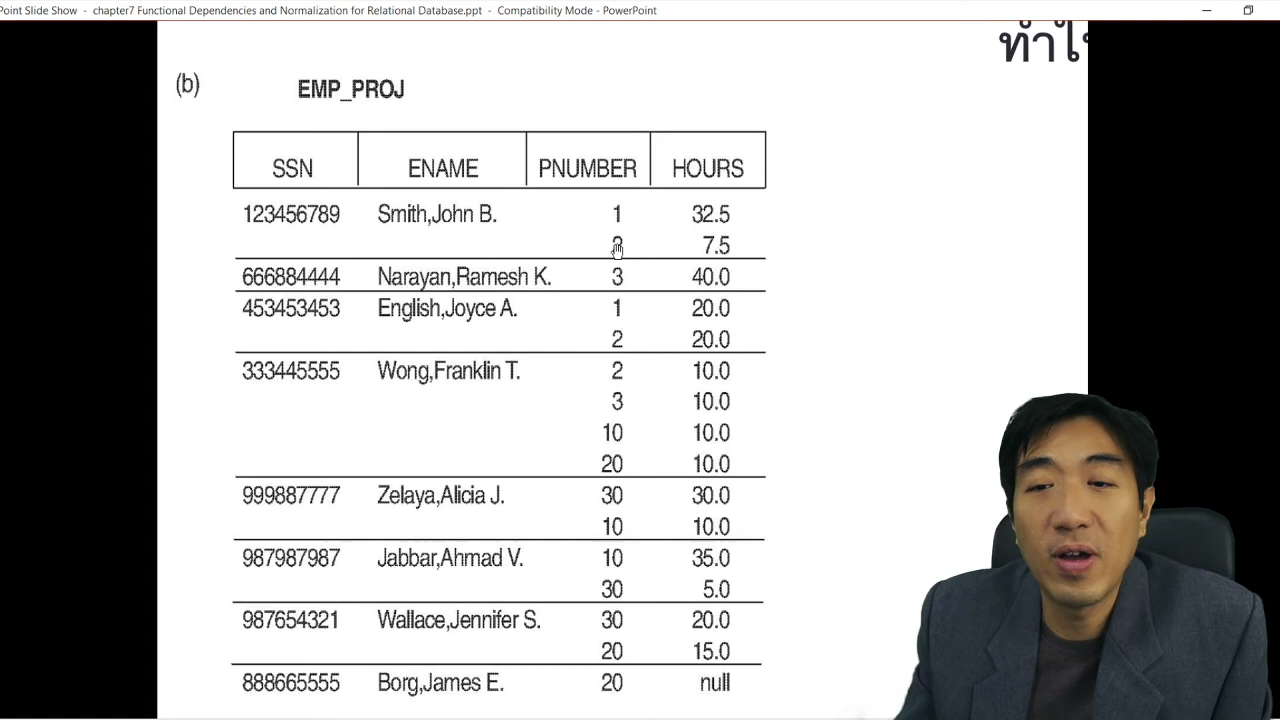 Point Slide Show - chapter7 Functional Dependencies and Normalization for Relational Database.ppt - Compatibility Mode - PowerPoint
(b) EMP_PROJ
SSN ENAME PNUMBER HOURS
123456789 Smith,John B. 1 32.5
7.5
666884444 Narayan,Ramesh K. 3 40.0
453453453 English,Joyce A. 1 20.0
2 20.0
333445555 Wong,Franklin T. 2 10.0
3 10.0
10 10.0
20 10.0
999887777 Zelaya,Alicia J. 30 30.0
10 10.0
987987987 Jabbar,Ahmad V. 10 35.0
30 5.0
987654321 Wallace,Jennifer S. 30 20.0
20 15.0
888665555 Borg,James E. 20 null